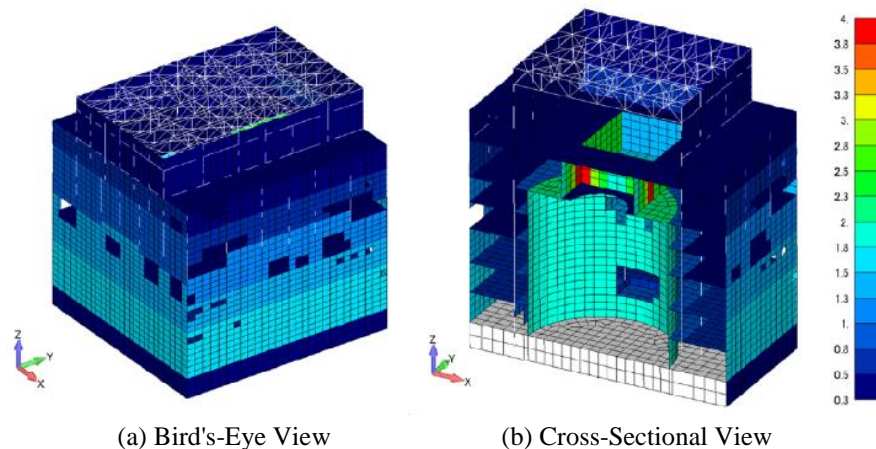 4.
3.8
3.5
3.3
3.
2.8
2.5
2.3
2.
1.8
1.5
1.3
1.
0.8
0.5
0.3
Z
Y
X
Z
Y
X
(a) Bird's-Eye View
(b) Cross-Sectional View